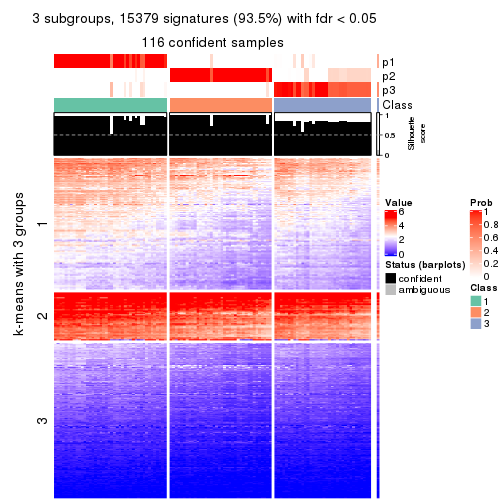 3 subgroups, 15379 signatures (93.5%) with fdr < 0.05
116 confident samples
p1
p2
p3
Class
1
0.5
0
Silhouette
score
k-means with 3 groups
1
2
3
Value
6
4
2
0
Status (barplots)
confident
ambiguous
Prob
1
0.8
0.6
0.4
0.2
0
Class
1
2
3